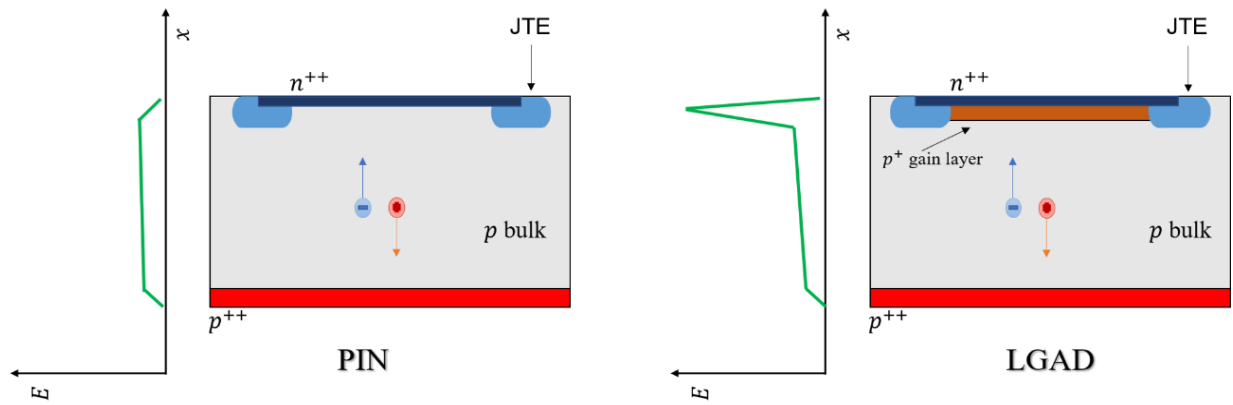 x
JTE
n⁺⁺
p bulk
p⁺⁺
E
PIN
x
JTE
n⁺⁺
p⁺ gain layer
p bulk
p⁺⁺
E
LGAD